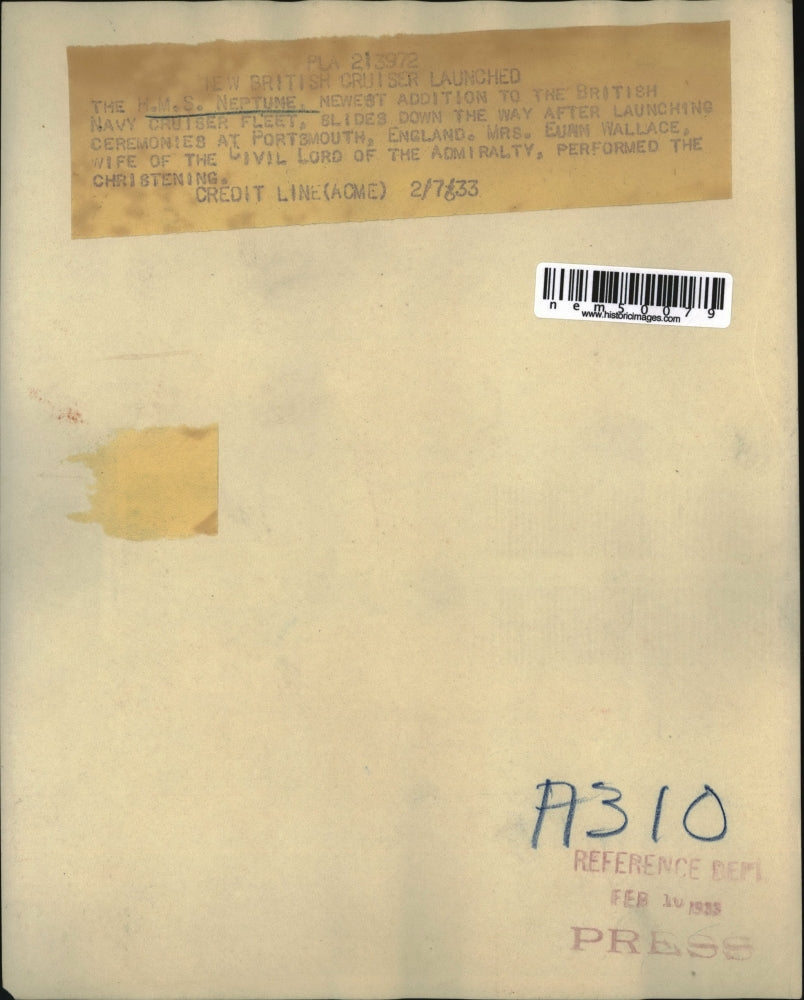 PLA 213972
NEW BRITISH CRUISER LAUNCHED
THE H.M.S. NEPTUNE, NEWEST ADDITION TO THE BRITISH
NAVY CRUISER FLEET, SLIDES DOWN THE WAY AFTER LAUNCHING
CEREMONIES AT PORTSMOUTH, ENGLAND. MRS. EUAN WALLACE,
WIFE OF THE CIVIL LORD OF THE ADMIRALTY, PERFORMED THE
CHRISTENING.
CREDIT LINE(ACME) 2/7/33
nem50079
www.historicimages.com
A310
REFERENCE DEPT
FEB 10 1933
PRESS